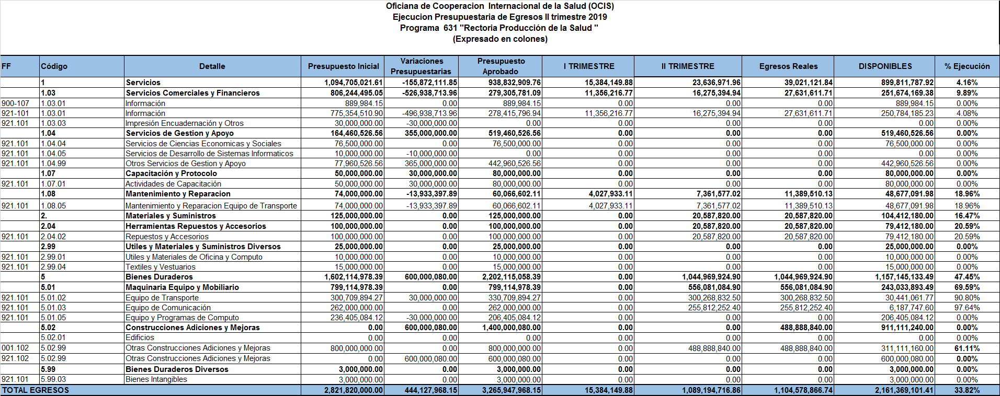 Oficiana de Cooperacion Internacional de la Salud (OCIS)
Ejecucion Presupuestaria de Egresos II trimestre 2019
Programa 631 "Rectoria Producción de la Salud "
(Expresado en colones)
FF Código Detalle Presupuesto Inicial Variaciones Presupuestarias Presupuesto Aprobado I TRIMESTRE II TRIMESTRE Egresos Reales DISPONIBLES % Ejecución
1 Servicios 1,094,705,021.61 -155,872,111.85 938,832,909.76 15,384,149.88 23,636,971.96 39,021,121.84 899,811,787.92 4.16%
1.03 Servicios Comerciales y Financieros 806,244,495.05 -526,938,713.96 279,305,781.09 11,356,216.77 16,275,394.94 27,631,611.71 251,674,169.38 9.89%
900-107 1.03.01 Información 889,984.15 0.00 889,984.15 0.00 0.00 0.00 889,984.15 0.00%
921-101 1.03.01 Información 775,354,510.90 -496,938,713.96 278,415,796.94 11,356,216.77 16,275,394.94 27,631,611.71 250,784,185.23 4.08%
921.101 1.03.03 Impresión Encuadernación y Otros 30,000,000.00 -30,000,000.00 0.00 0.00 0.00 0.00 0.00 0.00%
1.04 Servicios de Gestion y Apoyo 164,460,526.56 355,000,000.00 519,460,526.56 0.00 0.00 0.00 519,460,526.56 0.00%
921.101 1.04.04 Servicios de Ciencias Economicas y Sociales 76,500,000.00 0.00 76,500,000.00 0.00 0.00 0.00 76,500,000.00 0.00%
921.101 1.04.05 Servicios de Desarrollo de Sistemas Informaticos 10,000,000.00 -10,000,000.00 0.00 0.00 0.00 0.00 0.00 0.00%
921.101 1.04.99 Otros Servicios de Gestion y Apoyo 77,960,526.56 365,000,000.00 442,960,526.56 0.00 0.00 0.00 442,960,526.56 0.00%
1.07 Capacitación y Protocolo 50,000,000.00 30,000,000.00 80,000,000.00 0.00 0.00 0.00 80,000,000.00 0.00%
921.101 1.07.01 Actividades de Capacitación 50,000,000.00 30,000,000.00 80,000,000.00 0.00 0.00 0.00 80,000,000.00 0.00%
1.08 Mantenimiento y Reparacion 74,000,000.00 -13,933,397.89 60,066,602.11 4,027,933.11 7,361,577.02 11,389,510.13 48,677,091.98 18.96%
921.101 1.08.05 Mantenimiento y Reparacion Equipo de Transporte 74,000,000.00 -13,933,397.89 60,066,602.11 4,027,933.11 7,361,577.02 11,389,510.13 48,677,091.98 18.96%
2. Materiales y Suministros 125,000,000.00 0.00 125,000,000.00 0.00 20,587,820.00 20,587,820.00 104,412,180.00 16.47%
2.04 Herramientas Repuestos y Accesorios 100,000,000.00 0.00 100,000,000.00 0.00 20,587,820.00 20,587,820.00 79,412,180.00 20.59%
921.101 2.04.02 Repuestos y Accesorios 100,000,000.00 0.00 100,000,000.00 0.00 20,587,820.00 20,587,820.00 79,412,180.00 20.59%
2.99 Utiles y Materiales y Suministros Diversos 25,000,000.00 0.00 25,000,000.00 0.00 0.00 0.00 25,000,000.00 0.00%
921.101 2.99.01 Utiles y Materiales de Oficina y Computo 10,000,000.00 0.00 10,000,000.00 0.00 0.00 0.00 10,000,000.00 0.00%
921.101 2.99.04 Textiles y Vestuarios 15,000,000.00 0.00 15,000,000.00 0.00 0.00 0.00 15,000,000.00 0.00%
5 Bienes Duraderos 1,602,114,978.39 600,000,080.00 2,202,115,058.39 0.00 1,044,969,924.90 1,044,969,924.90 1,157,145,133.49 47.45%
5.01 Maquinaria Equipo y Mobiliario 799,114,978.39 0.00 799,114,978.39 0.00 556,081,084.90 556,081,084.90 243,033,893.49 69.59%
921.101 5.01.02 Equipo de Transporte 300,709,894.27 30,000,000.00 330,709,894.27 0.00 300,268,832.50 300,268,832.50 30,441,061.77 90.80%
921.101 5.01.03 Equipo de Comunicación 262,000,000.00 0.00 262,000,000.00 0.00 255,812,252.40 255,812,252.40 6,187,747.60 97.64%
921.101 5.01.05 Equipo y Programas de Computo 236,405,084.12 -30,000,000.00 206,405,084.12 0.00 0.00 0.00 206,405,084.12 0.00%
5.02 Construcciones Adiciones y Mejoras 0.00 600,000,080.00 1,400,000,080.00 0.00 0.00 488,888,840.00 911,111,240.00 0.00%
5.02.01 Edificios 0.00 0.00 0.00 0.00 0.00 0.00 0.00 0.00%
001.102 5.02.99 Otras Construcciones Adiciones y Mejoras 800,000,000.00 0.00 800,000,000.00 0.00 488,888,840.00 488,888,840.00 311,111,160.00 61.11%
921.102 5.02.99 Otras Construcciones Adiciones y Mejoras 0.00 600,000,080.00 600,000,080.00 0.00 0.00 0.00 600,000,080.00 0.00%
5.99 Bienes Duraderos Diversos 3,000,000.00 0.00 3,000,000.00 0.00 0.00 0.00 3,000,000.00 0.00%
921.101 5.99.03 Bienes Intangibles 3,000,000.00 0.00 3,000,000.00 0.00 0.00 0.00 3,000,000.00 0.00%
TOTAL EGRESOS 2,821,820,000.00 444,127,968.15 3,265,947,968.15 15,384,149.88 1,089,194,716.86 1,104,578,866.74 2,161,369,101.41 33.82%